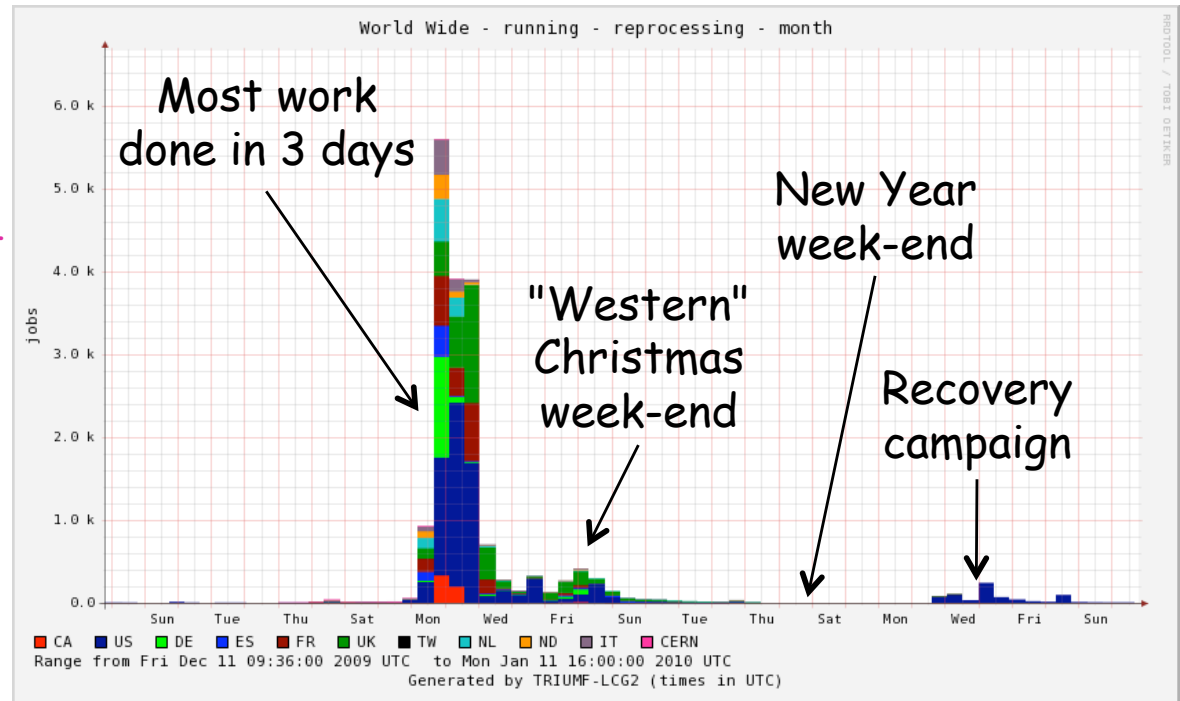 World Wide - running - reprocessing - month
RRDTOOL / TOBI OETIKER
Most work
done in 3 days
New Year
week-end
"Western"
Christmas
week-end
Recovery
campaign
jobs
6.0 k
5.0 k
4.0 k
3.0 k
2.0 k
1.0 k
0.0
Sun Tue Thu Sat Mon Wed Fri Sun Tue Thu Sat Mon Wed Fri Sun
CA US DE ES FR UK TW NL ND IT CERN
Range from Fri Dec 11 09:36:00 2009 UTC to Mon Jan 11 16:00:00 2010 UTC
Generated by TRIUMF-LCG2 (times in UTC)